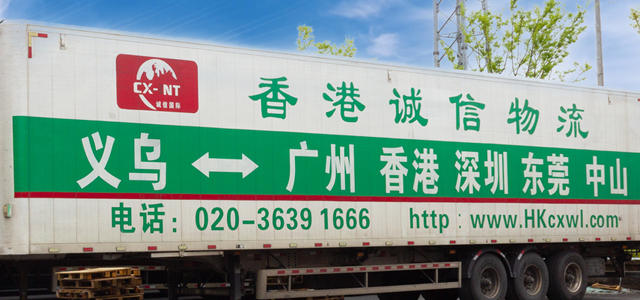 CX-NT
诚信国际
香港诚信物流
义乌 ↔ 广州 香港 深圳 东莞 中山
电话：020-3639 1666 http：www.HKcxwl.com